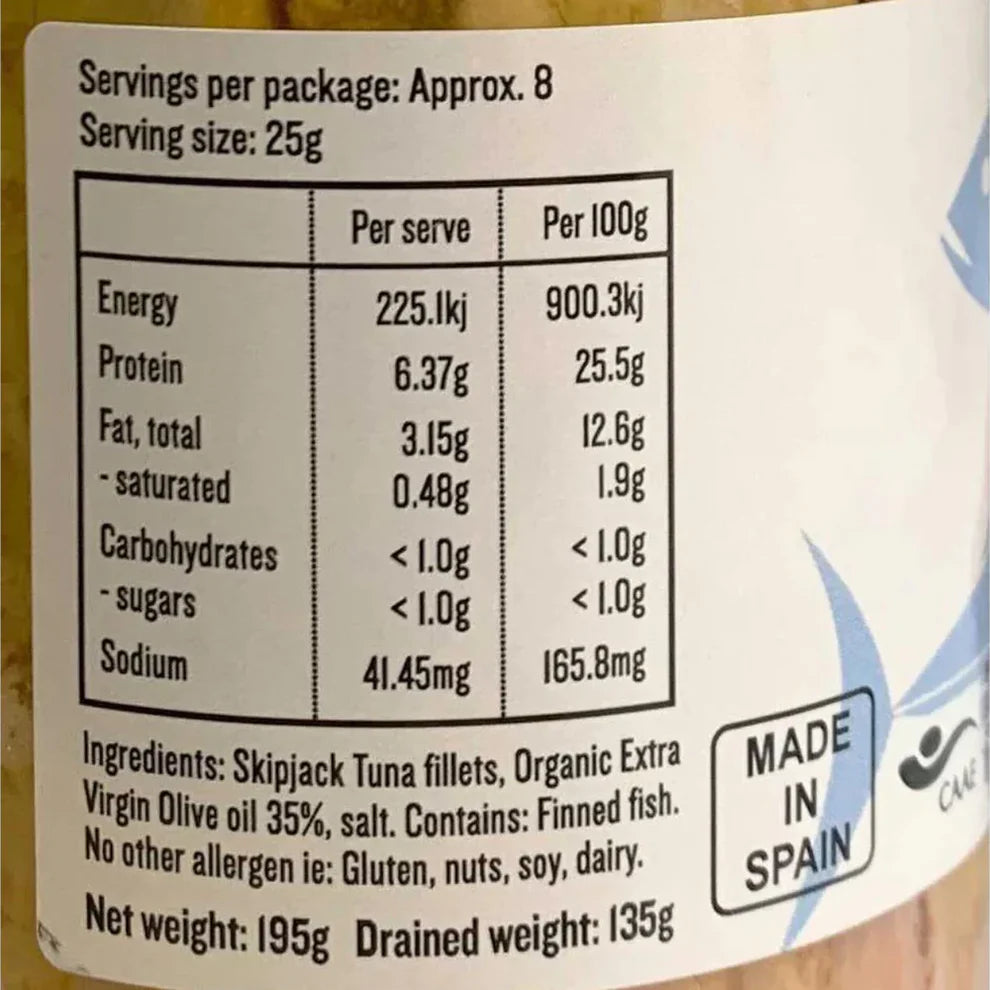 Servings per package: Approx. 8
Serving size: 25g
Per serve Per 100g
Energy 225.1kj 900.3kj
Protein 6.37g 25.5g
Fat, total 3.15g 12.6g
- saturated 0.48g 1.9g
Carbohydrates < 1.0g < 1.0g
- sugars < 1.0g < 1.0g
Sodium 41.45mg 165.8mg
Ingredients: Skipjack Tuna fillets, Organic Extra
Virgin Olive oil 35%, salt. Contains: Finned fish.
No other allergen ie: Gluten, nuts, soy, dairy.
Net weight: 195g Drained weight: 135g
MADE
IN
SPAIN
CAAE